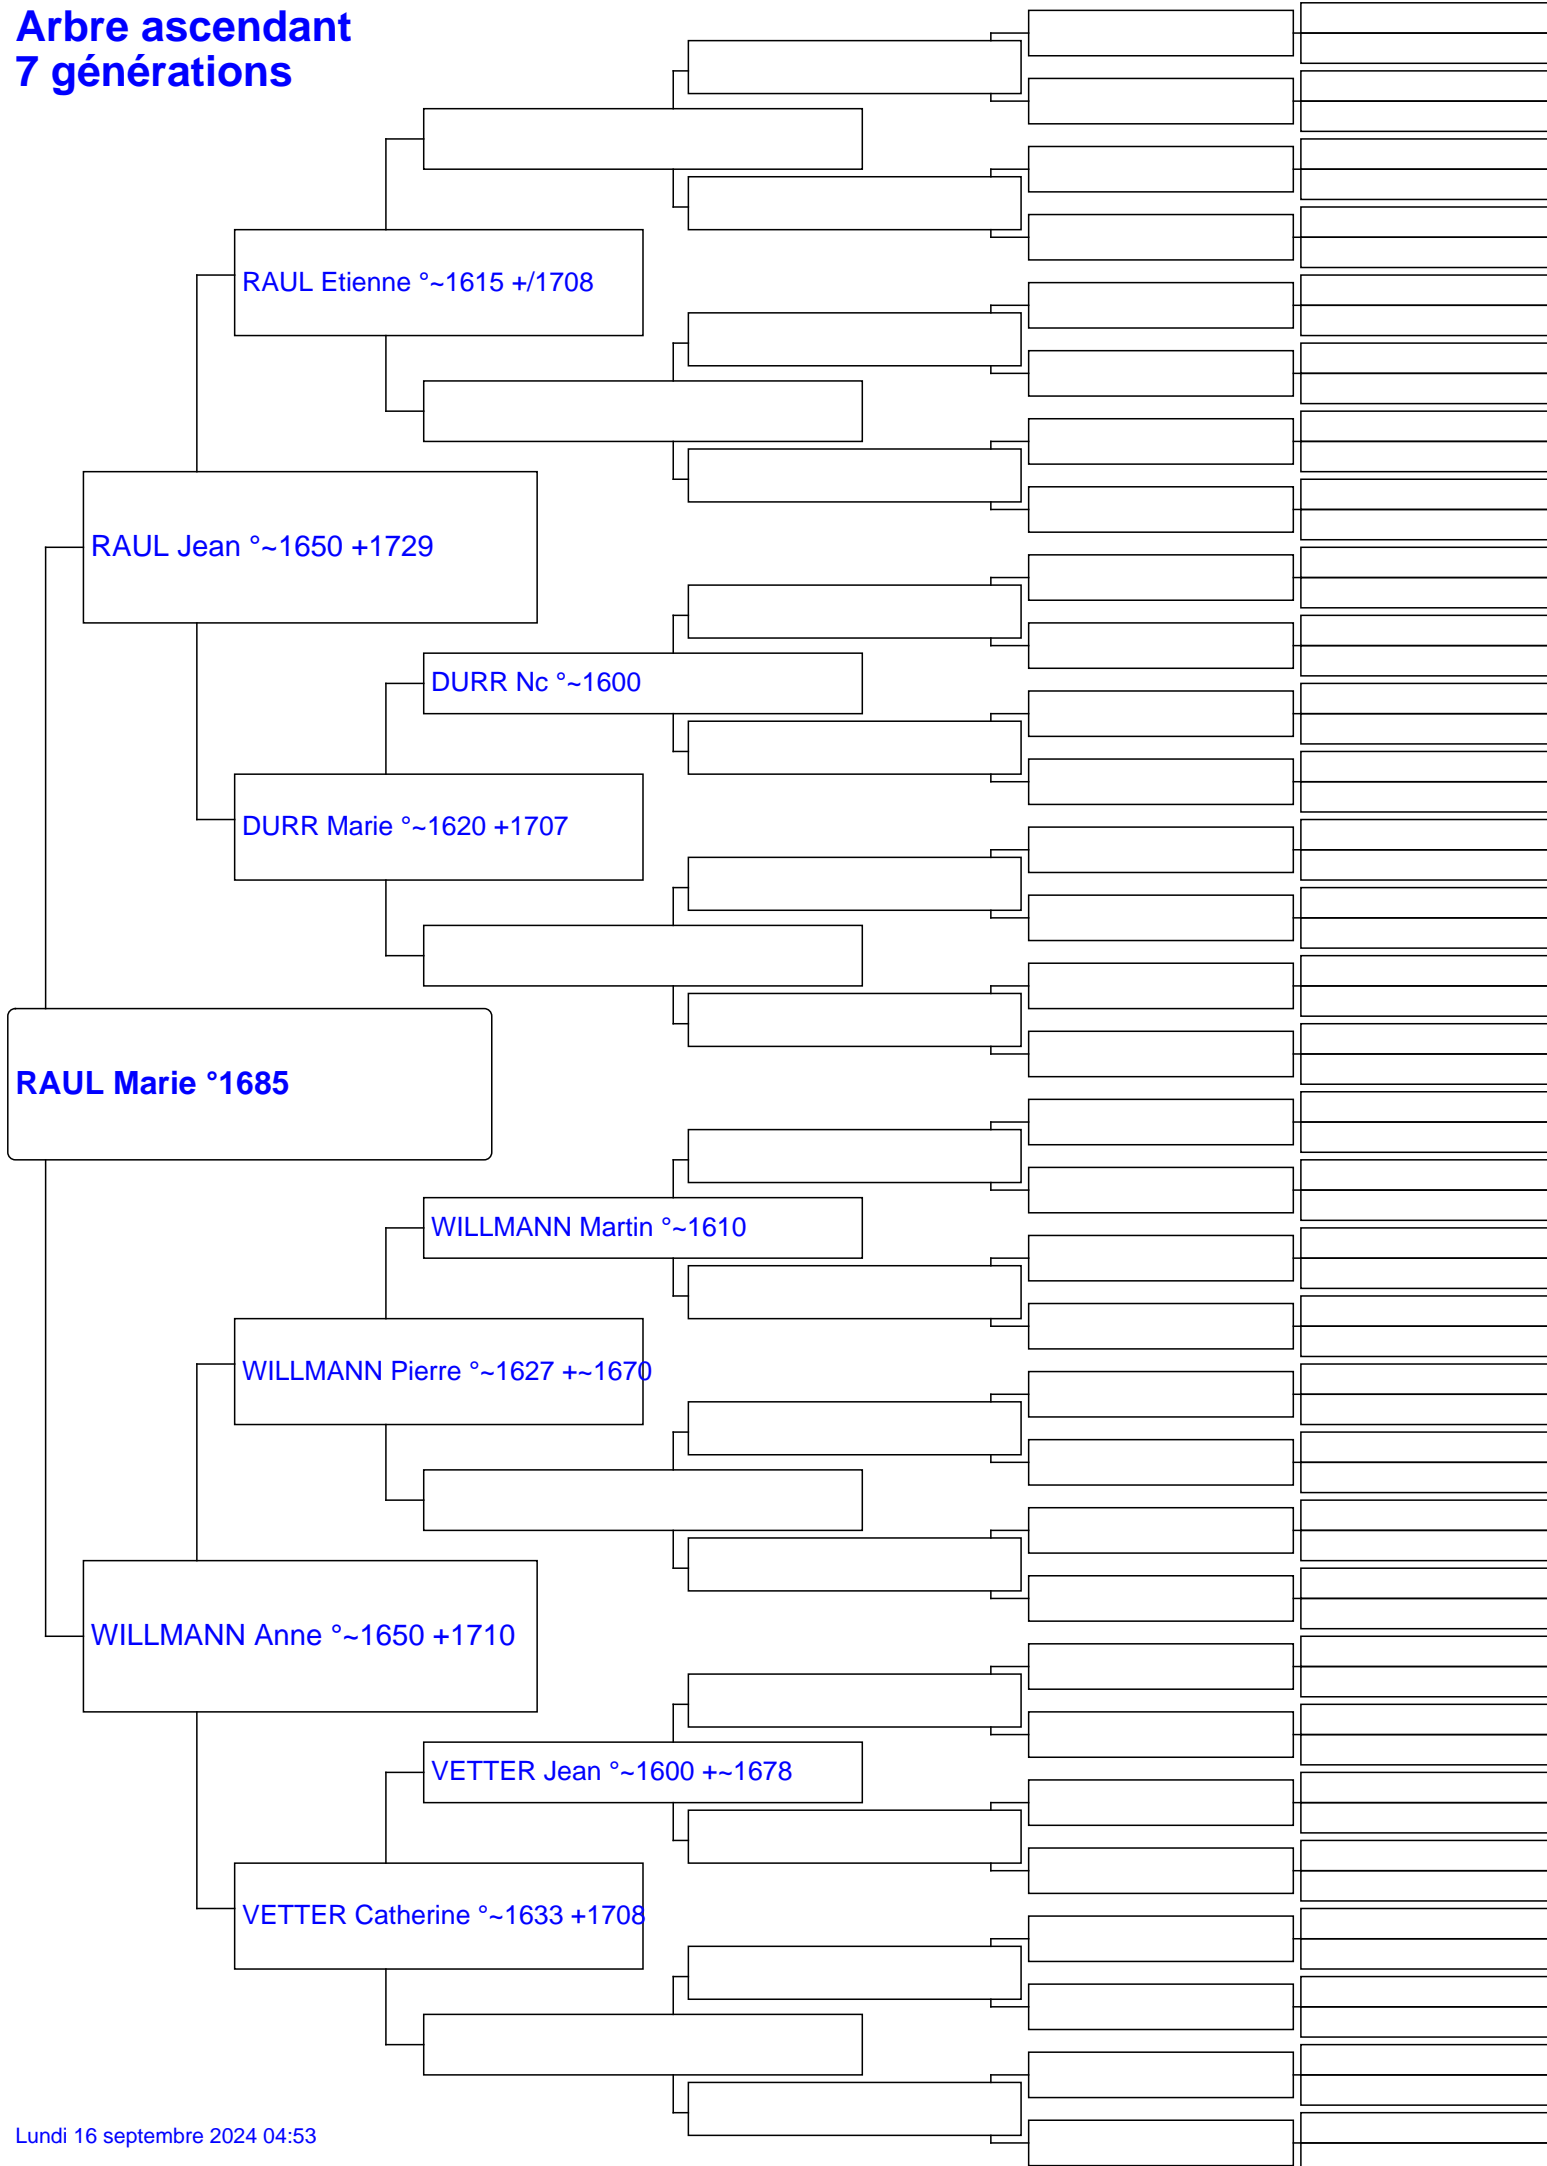 Arbre ascendant
7 générations
RAUL Etienne °~1615 +/1708
RAUL Jean °~1650 +1729
DURR Nc °~1600
DURR Marie °~1620 +1707
RAUL Marie °1685
WILLMANN Martin °~1610
WILLMANN Pierre °~1627 +~1670
WILLMANN Anne °~1650 +1710
VETTER Jean °~1600 +~1678
VETTER Catherine °~1633 +1708
Lundi 16 septembre 2024 04:53